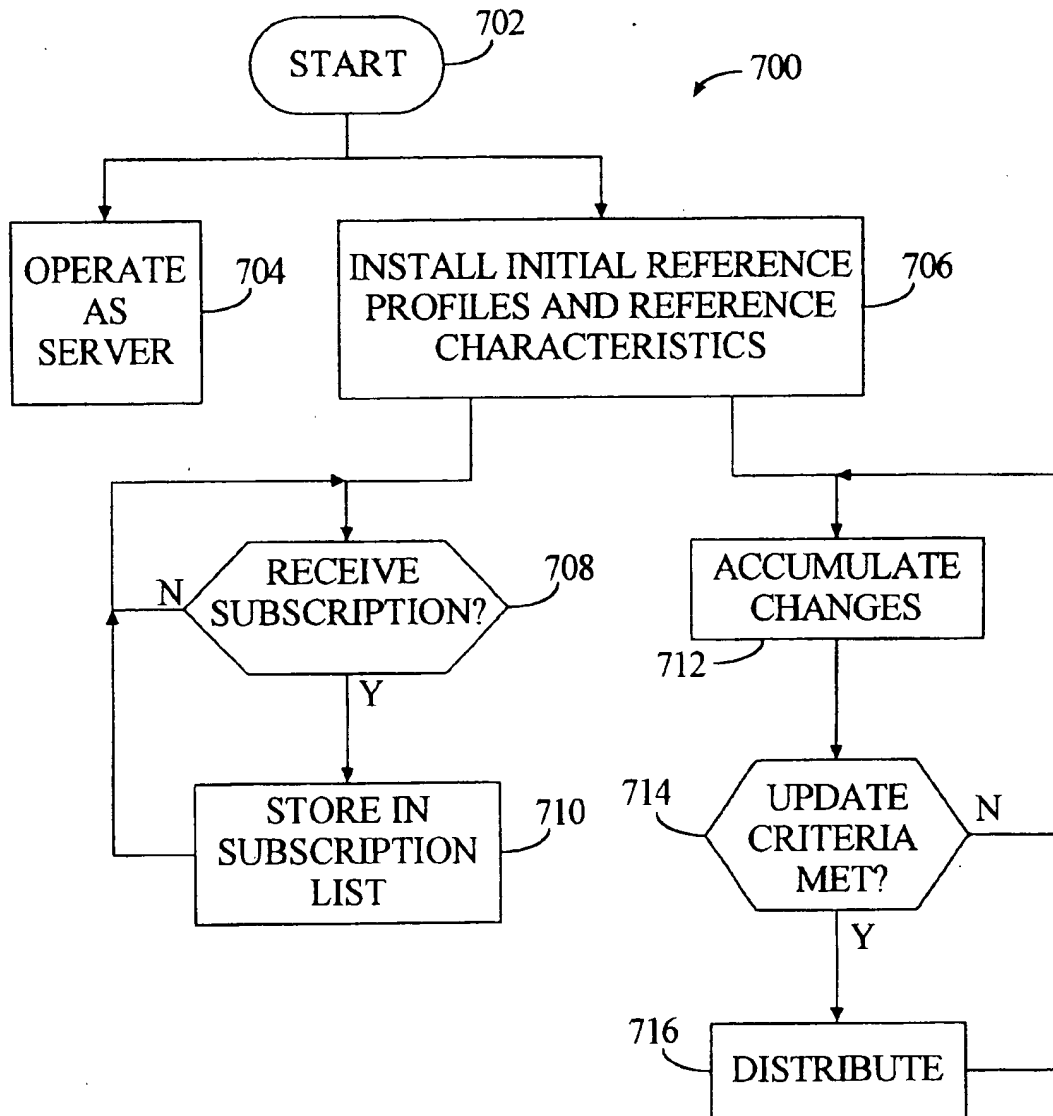 702
START
700
OPERATE
AS
SERVER
704
INSTALL INITIAL REFERENCE
PROFILES AND REFERENCE
CHARACTERISTICS
706
RECEIVE
SUBSCRIPTION?
708
N
Y
STORE IN
SUBSCRIPTION
LIST
710
ACCUMULATE
CHANGES
712
714
UPDATE
CRITERIA
MET?
N
Y
716
DISTRIBUTE